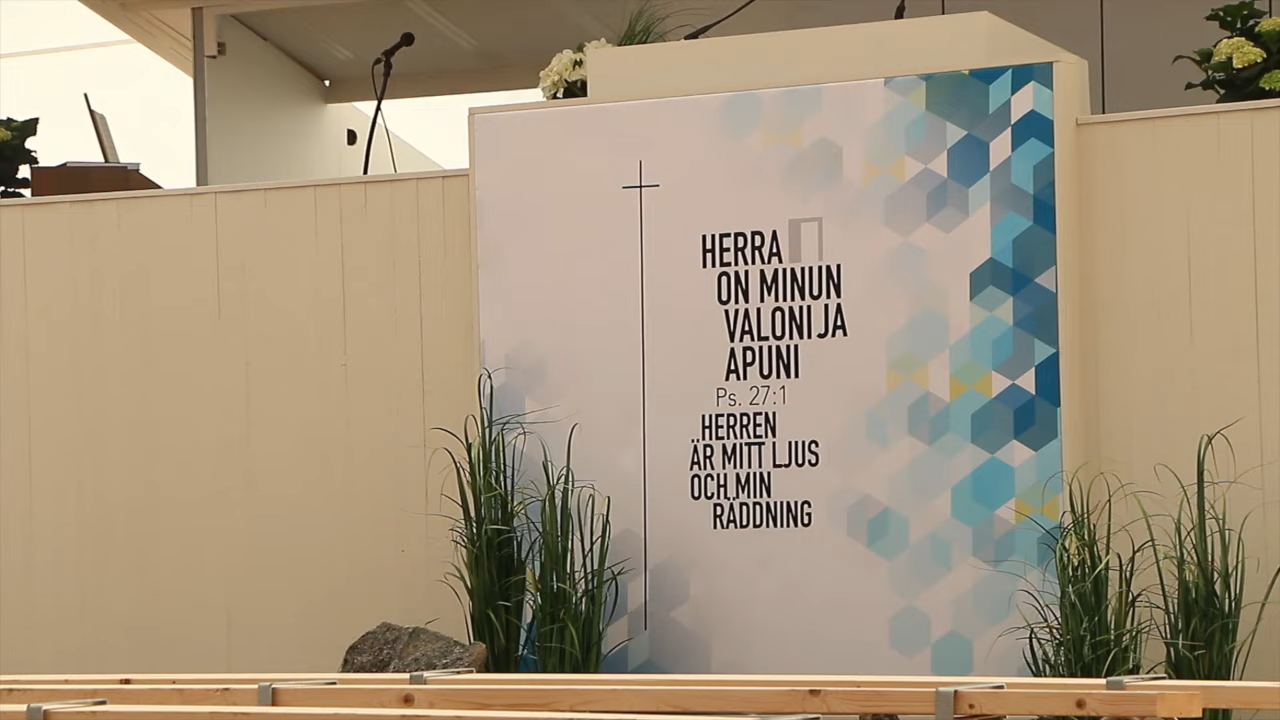 HERRA
ON MINUN
VALONI JA
APUNI
Ps. 27:1
HERREN
ÄR MITT LJUS
OCH MIN
RÄDDNING